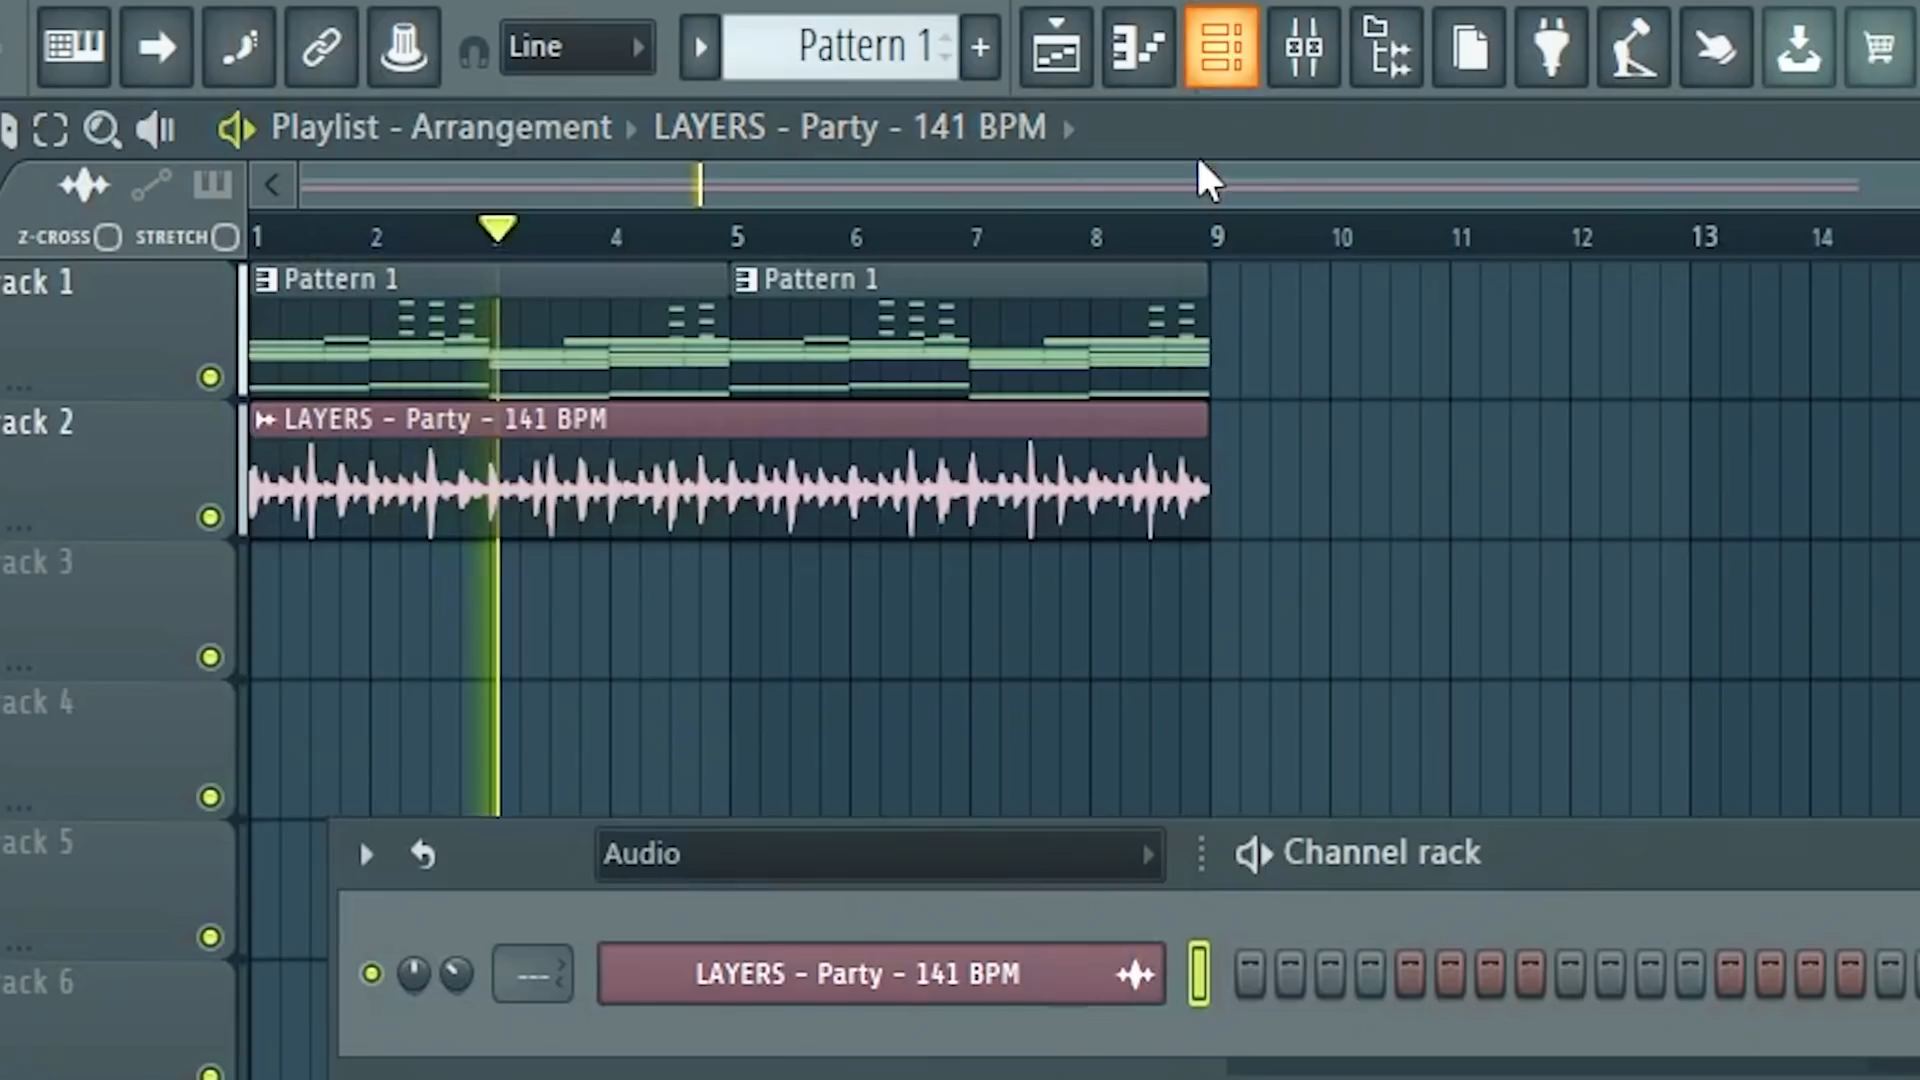 Line
Pattern 1
+
Playlist - Arrangement LAYERS - Party - 141 BPM
Z-CROSS STRETCH
1 2 4 5 6 7 8 9 10 11 12 13 14
ack 1
Pattern 1
Pattern 1
ack 2
LAYERS - Party - 141 BPM
ack 3
ack 4
ack 5
ack 6
Audio
Channel rack
---
LAYERS - Party - 141 BPM